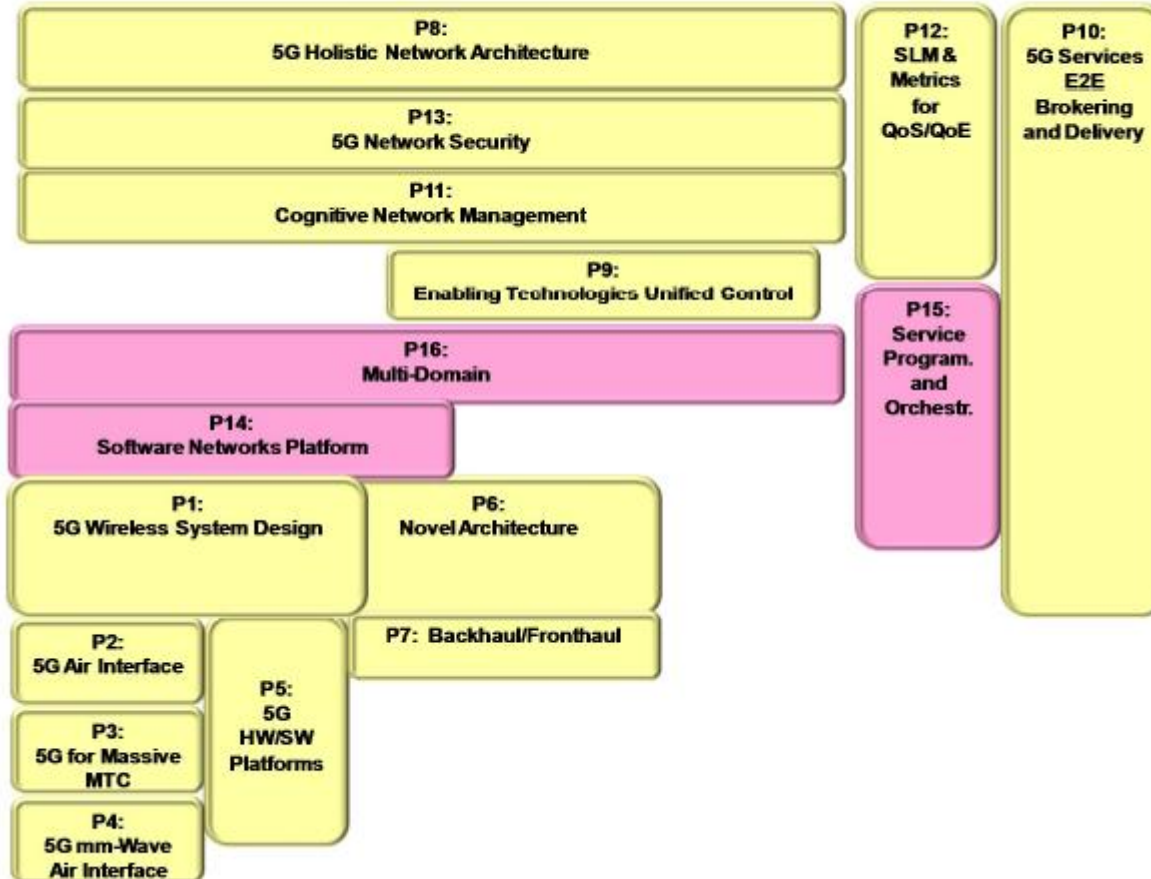 P8:
5G Holistic Network Architecture
P12:
SLM &
Metrics
for
QoS/QoE
P10:
5G Services
E2E
Brokering
and Delivery
P13:
5G Network Security
P11:
Cognitive Network Management
P9:
Enabling Technologies Unified Control
P15:
Service
Program.
and
Orchestr.
P16:
Multi-Domain
P14:
Software Networks Platform
P1:
5G Wireless System Design
P6:
Novel Architecture
P2:
5G Air Interface
P7: Backhaul/Fronthaul
P5:
5G
HW/SW
Platforms
P3:
5G for Massive
MTC
P4:
5G mm-Wave
Air Interface